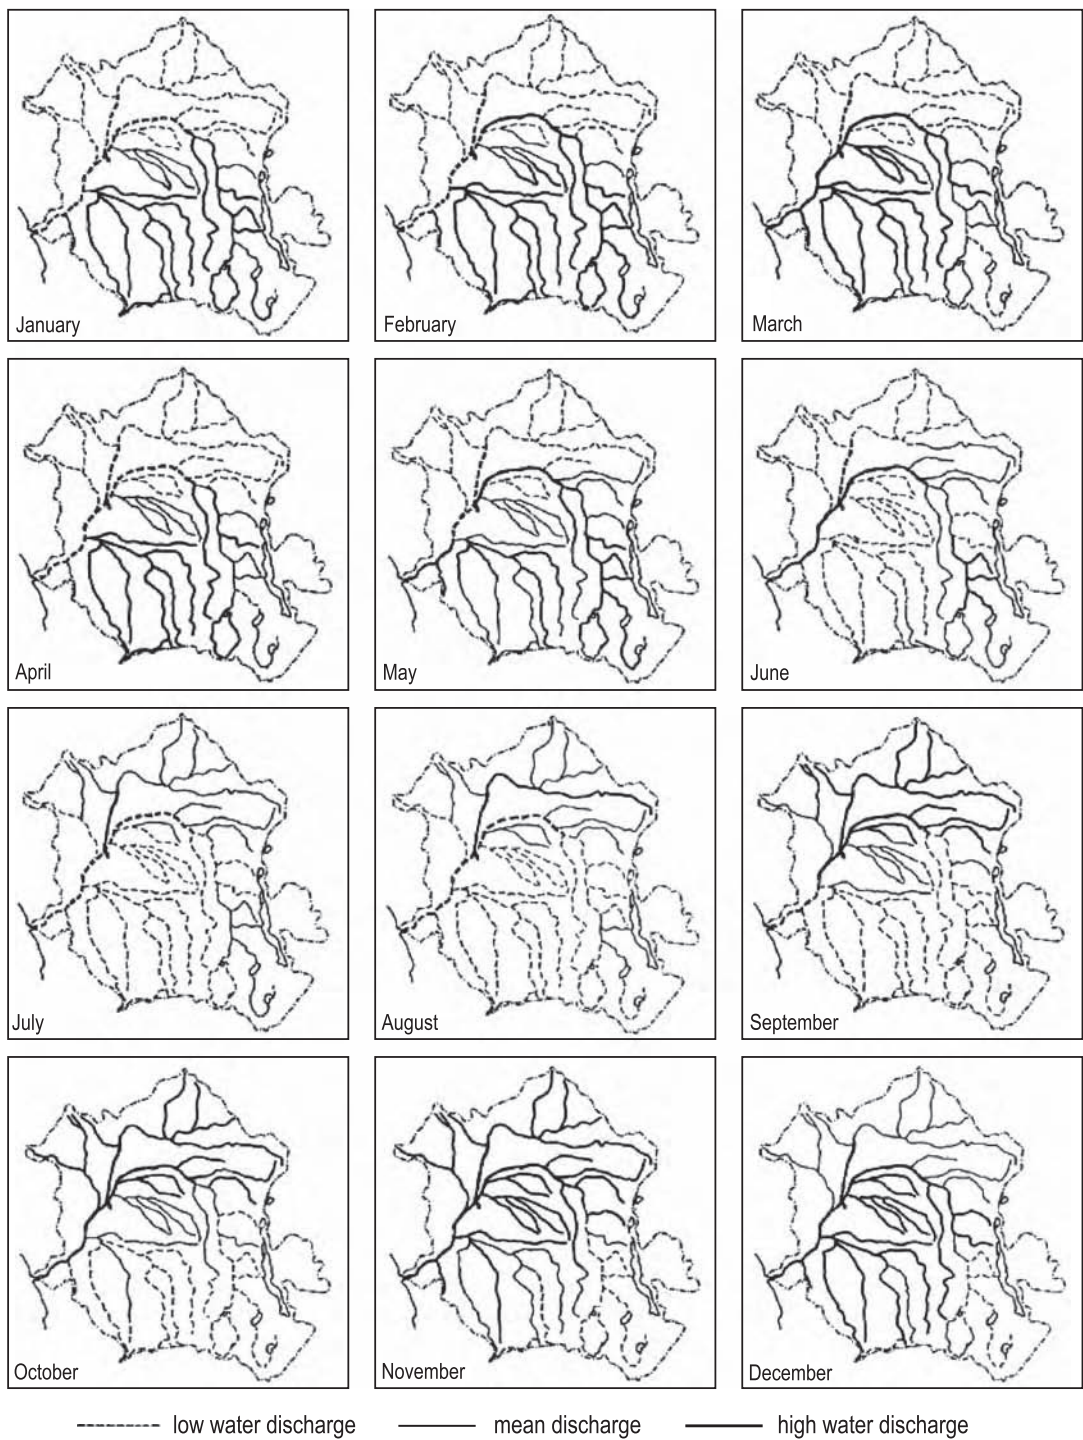 January
February
March
April
May
June
July
August
September
October
November
December
low water discharge
mean discharge
high water discharge